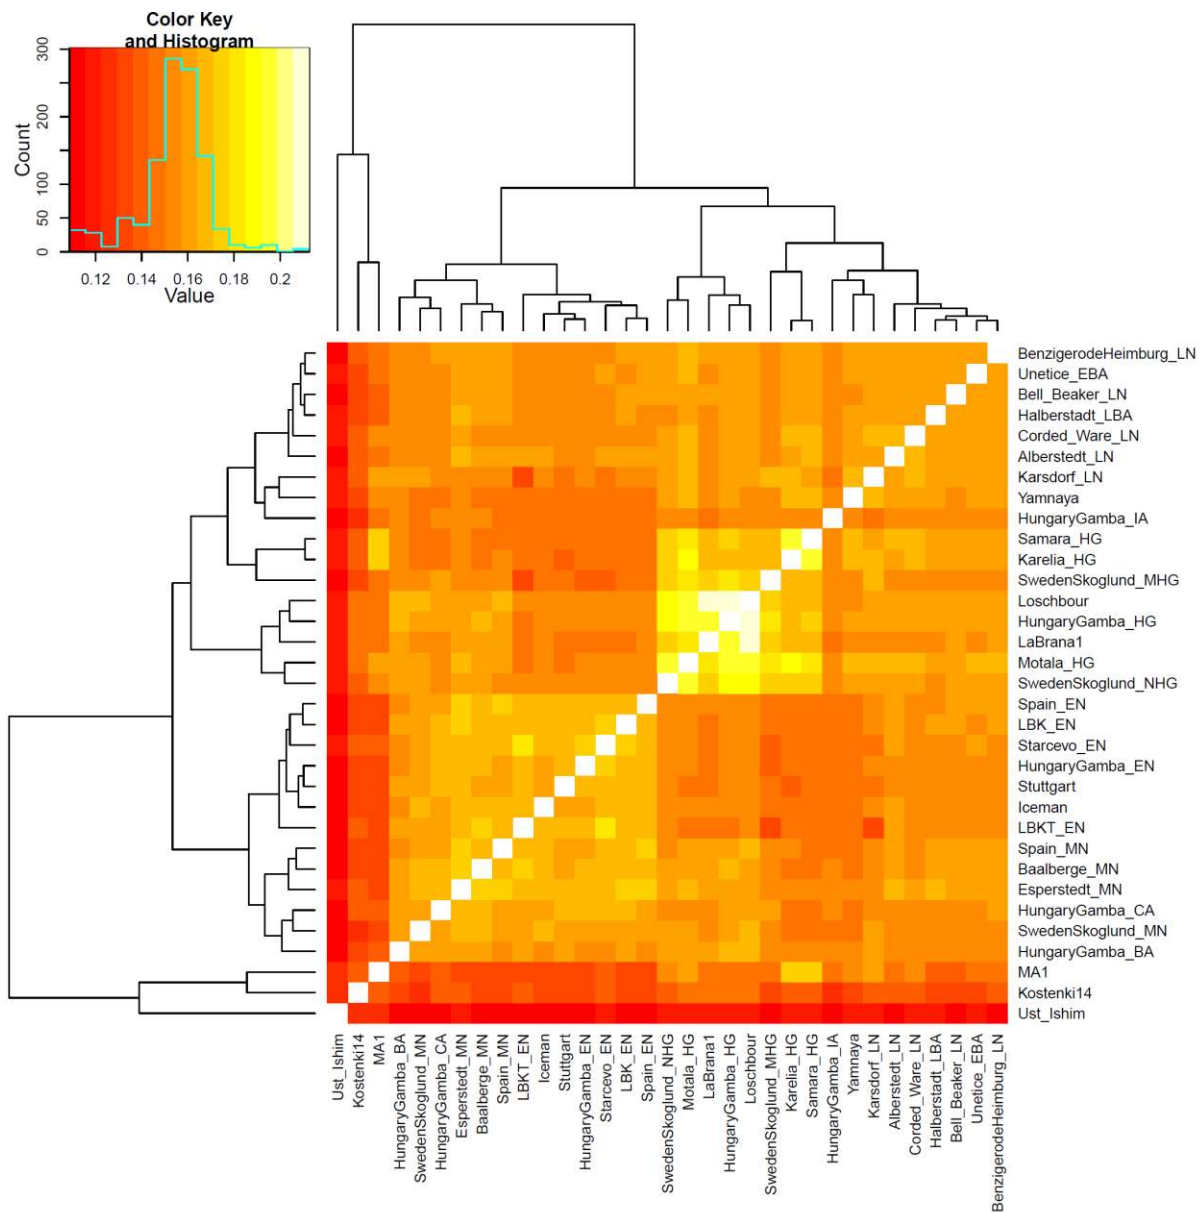 Color Key
and Histogram
300
200
100
50
0
Count
0.12 0.14 0.16 0.18 0.2
Value
BenzigerodeHeimburg_LN
Unetice_EBA
Bell_Beaker_LN
Halberstadt_LBA
Corded_Ware_LN
Alberstedt_LN
Karsdorf_LN
Yamnaya
HungaryGamba_IA
Samara_HG
Karelia_HG
SwedenSkoglund_MHG
Loschbour
HungaryGamba_HG
LaBrana1
Motala_HG
SwedenSkoglund_NHG
Spain_EN
LBK_EN
Starcevo_EN
HungaryGamba_EN
Stuttgart
Iceman
LBKT_EN
Spain_MN
Baalberge_MN
Esperstedt_MN
HungaryGamba_CA
SwedenSkoglund_MN
HungaryGamba_BA
MA1
Kostenki14
Ust_Ishim
Ust_Ishim
Kostenki14
MA1
HungaryGamba_BA
SwedenSkoglund_MN
HungaryGamba_CA
Esperstedt_MN
Baalberge_MN
Spain_MN
LBKT_EN
Iceman
Stuttgart
HungaryGamba_EN
Starcevo_EN
LBK_EN
Spain_EN
SwedenSkoglund_NHG
Motala_HG
LaBrana1
HungaryGamba_HG
Loschbour
SwedenSkoglund_MHG
Karelia_HG
Samara_HG
HungaryGamba_IA
Yamnaya
Karsdorf_LN
Alberstedt_LN
Corded_Ware_LN
Halberstadt_LBA
Bell_Beaker_LN
Unetice_EBA
BenzigerodeHeimburg_LN